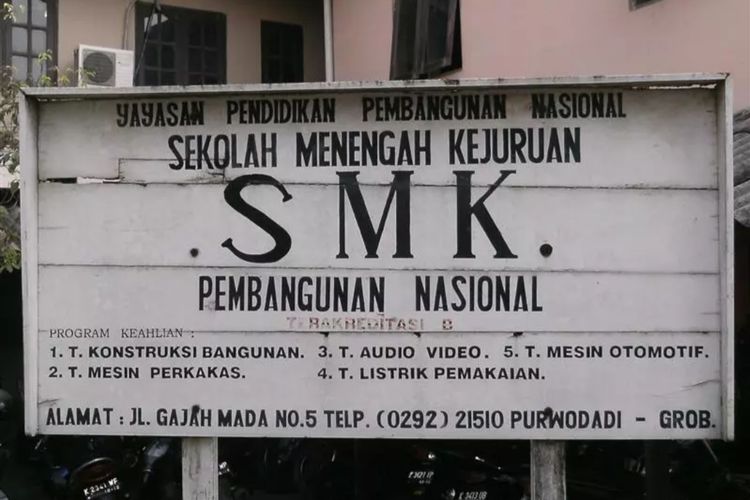 YAYASAN PENDIDIKAN PEMBANGUNAN NASIONAL
SEKOLAH MENENGAH KEJURUAN
.SMK.
PEMBANGUNAN NASIONAL
TERAKREDITASI B
PROGRAM KEAHLIAN :
1. T. KONSTRUKSI BANGUNAN. 3. T. AUDIO VIDEO. 5. T. MESIN OTOMOTIF.
2. T. MESIN PERKAKAS. 4. T. LISTRIK PEMAKAIAN.
ALAMAT : JL. GAJAH MADA NO.5 TELP. (0292) 21510 PURWODADI - GROB.